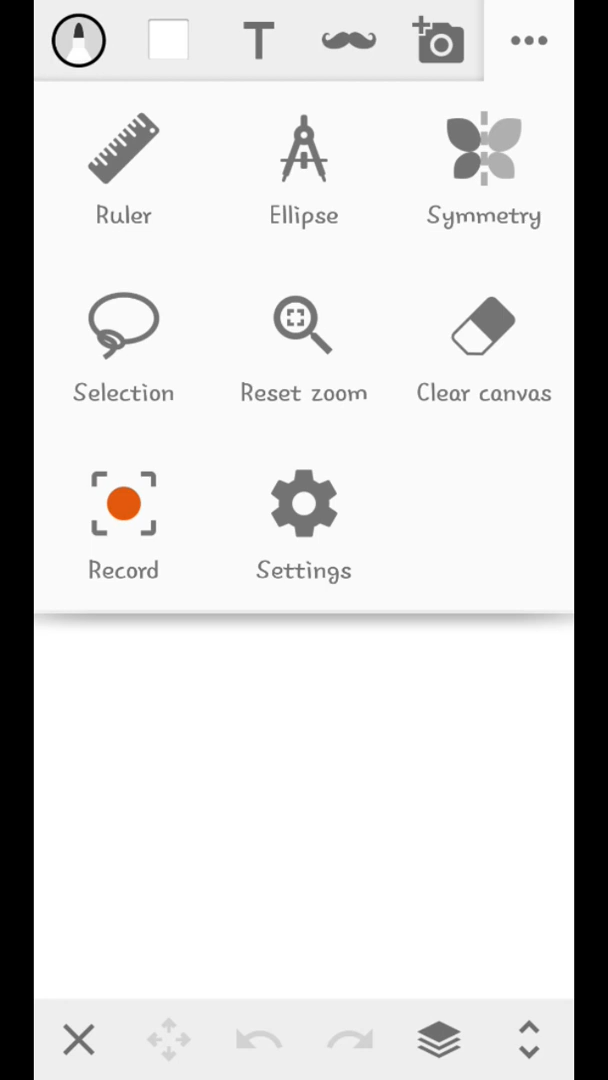 T
Ruler
Ellipse
Symmetry
Selection
Reset zoom
Clear canvas
Record
Settings